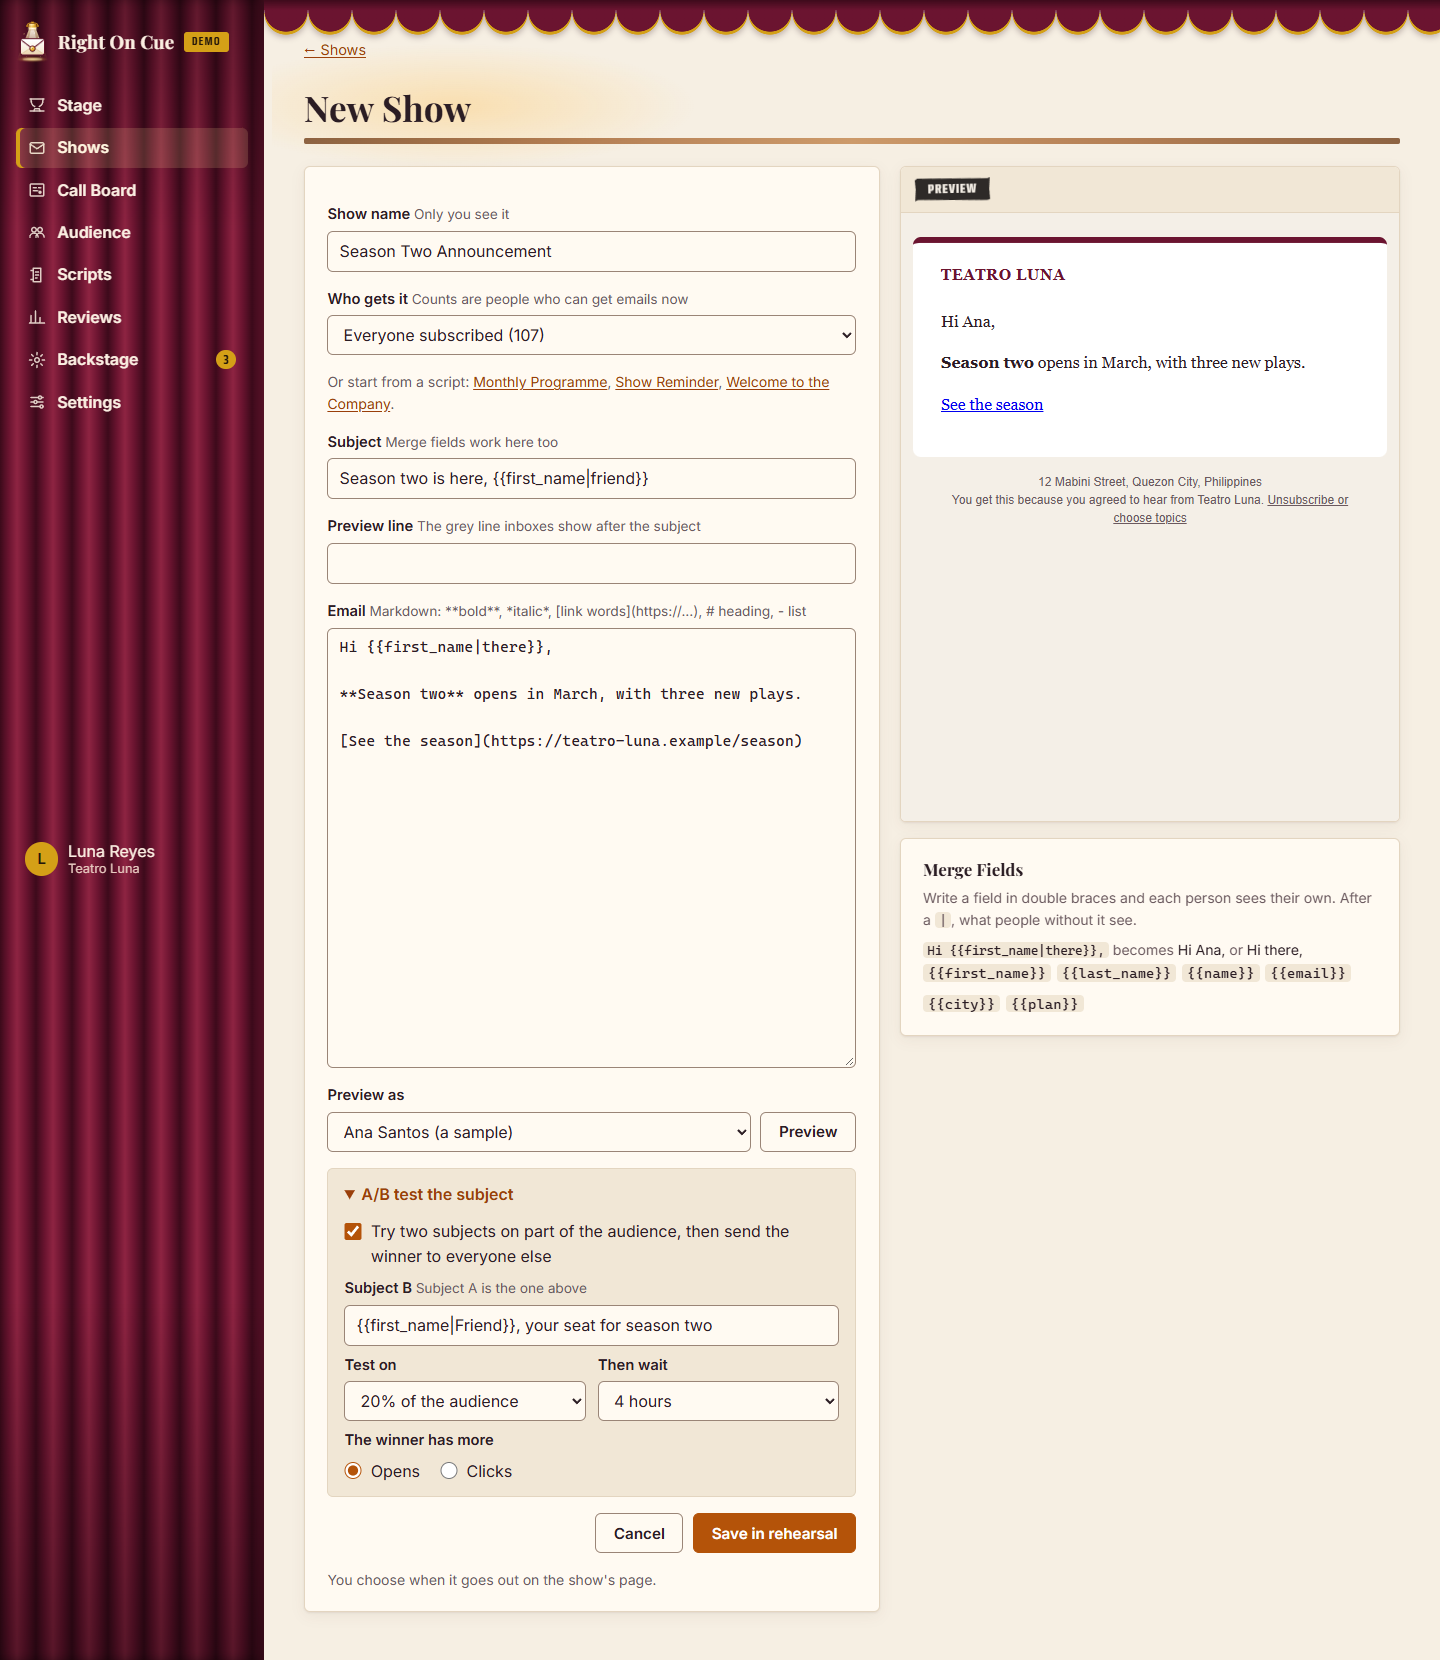 Right On Cue DEMO
Stage
Shows
Call Board
Audience
Scripts
Reviews
Backstage 3
Settings
L
Luna Reyes
Teatro Luna
← Shows
New Show
Show name Only you see it
Season Two Announcement
Who gets it Counts are people who can get emails now
Everyone subscribed (107)
Or start from a script: Monthly Programme, Show Reminder, Welcome to the
Company.
Subject Merge fields work here too
Season two is here, {{first_name|friend}}
Preview line The grey line inboxes show after the subject
Email Markdown: **bold**, *italic*, [link words](https://...), # heading, - list
Hi {{first_name|there}},
**Season two** opens in March, with three new plays.
[See the season](https://teatro-luna.example/season)
Preview as
Ana Santos (a sample)
Preview
▼ A/B test the subject
Try two subjects on part of the audience, then send the
winner to everyone else
Subject B Subject A is the one above
{{first_name|Friend}}, your seat for season two
Test on
Then wait
20% of the audience
4 hours
The winner has more
Opens
Clicks
Cancel
Save in rehearsal
You choose when it goes out on the show's page.
PREVIEW
TEATRO LUNA
Hi Ana,
Season two opens in March, with three new plays.
See the season
12 Mabini Street, Quezon City, Philippines
You get this because you agreed to hear from Teatro Luna. Unsubscribe or
choose topics
Merge Fields
Write a field in double braces and each person sees their own. After
a |, what people without it see.
Hi {{first_name|there}}, becomes Hi Ana, or Hi there,
{{first_name}} {{last_name}} {{name}} {{email}}
{{city}} {{plan}}